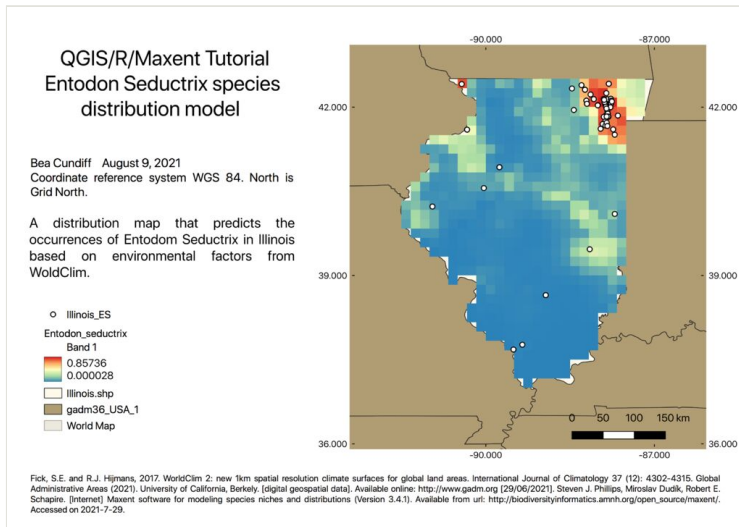 QGIS/R/Maxent Tutorial
Entodon Seductrix species
distribution model
Bea Cundiff August 9, 2021
Coordinate reference system WGS 84. North is
Grid North.
A distribution map that predicts the
occurrences of Entodom Seductrix in Illinois
based on environmental factors from
WoldClim.
Illinois_ES
Entodon_seductrix
Band 1
0.85736
0.000028
Illinois.shp
gadm36_USA_1
World Map
-90.000 -87.000
42.000 42.000
39.000 39.000
0 50 100 150 km
36.000 36.000
-90.000 -87.000
Fick, S.E. and R.J. Hijmans, 2017. WorldClim 2: new 1km spatial resolution climate surfaces for global land areas. International Journal of Climatology 37 (12): 4302-4315. Global
Administrative Areas (2021). University of California, Berkely. [digital geospatial data]. Available online: http://www.gadm.org [29/06/2021]. Steven J. Phillips, Miroslav Dudík, Robert E.
Schapire. [Internet] Maxent software for modeling species niches and distributions (Version 3.4.1). Available from url: http://biodiversityinformatics.amnh.org/open_source/maxent/.
Accessed on 2021-7-29.